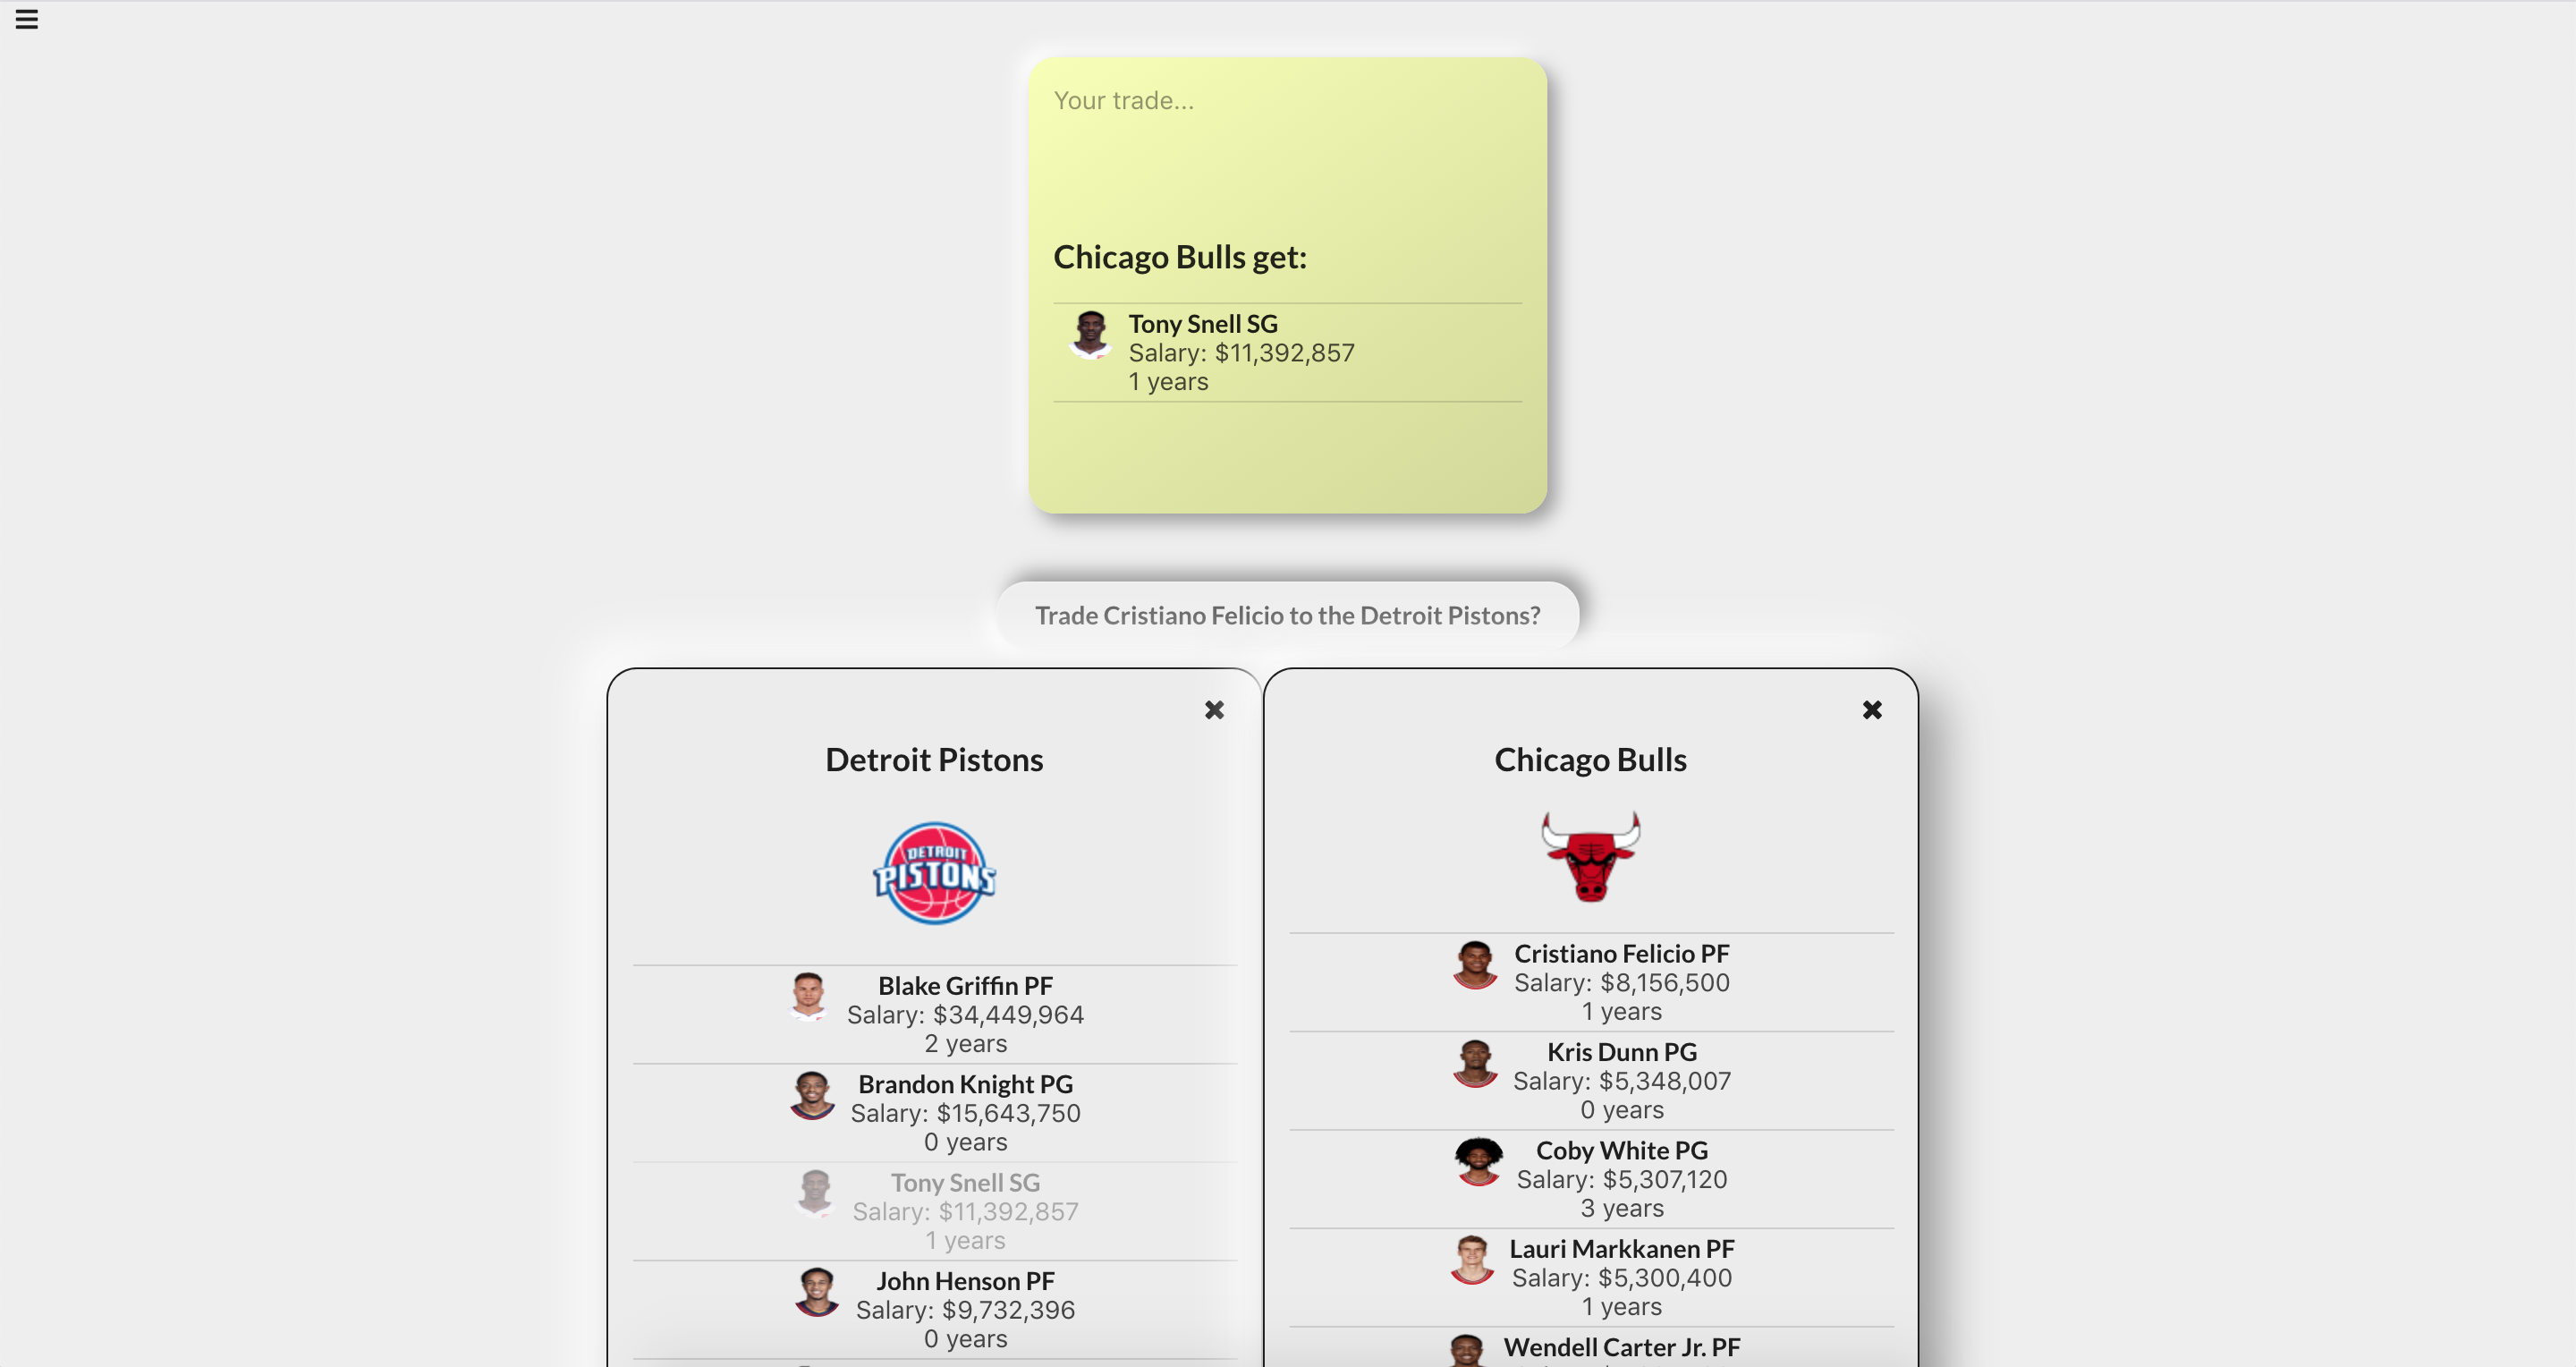 Your trade...
Chicago Bulls get:
Tony Snell SG
Salary: $11,392,857
1 years
Trade Cristiano Felicio to the Detroit Pistons?
Detroit Pistons
DETROIT
PISTONS
Blake Griffin PF
Salary: $34,449,964
2 years
Brandon Knight PG
Salary: $15,643,750
0 years
Tony Snell SG
Salary: $11,392,857
1 years
John Henson PF
Salary: $9,732,396
0 years
Chicago Bulls
Cristiano Felicio PF
Salary: $8,156,500
1 years
Kris Dunn PG
Salary: $5,348,007
0 years
Coby White PG
Salary: $5,307,120
3 years
Lauri Markkanen PF
Salary: $5,300,400
1 years
Wendell Carter Jr. PF